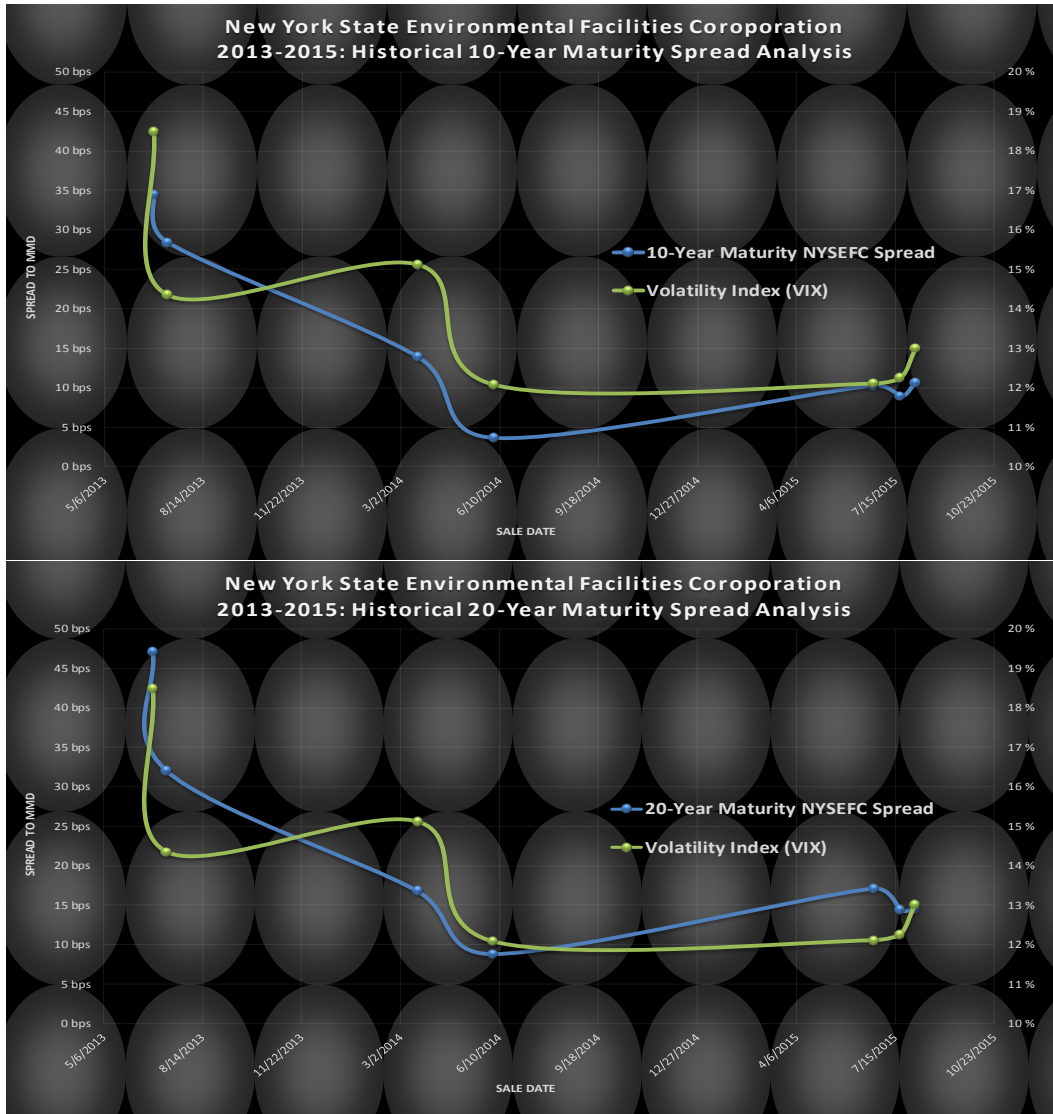 New York State Environmental Facilities Coroporation
2013-2015: Historical 10-Year Maturity Spread Analysis
50 bps
45 bps
40 bps
35 bps
30 bps
25 bps
20 bps
15 bps
10 bps
5 bps
0 bps
SPREAD TO MMD
20 %
19 %
18 %
17 %
16 %
15 %
14 %
13 %
12 %
11 %
10 %
10-Year Maturity NYSEFC Spread
Volatility Index (VIX)
5/6/2013
8/14/2013
11/22/2013
3/2/2014
6/10/2014
9/18/2014
12/27/2014
4/6/2015
7/15/2015
10/23/2015
SALE DATE
New York State Environmental Facilities Coroporation
2013-2015: Historical 20-Year Maturity Spread Analysis
50 bps
45 bps
40 bps
35 bps
30 bps
25 bps
20 bps
15 bps
10 bps
5 bps
0 bps
SPREAD TO MMD
20 %
19 %
18 %
17 %
16 %
15 %
14 %
13 %
12 %
11 %
10 %
20-Year Maturity NYSEFC Spread
Volatility Index (VIX)
5/6/2013
8/14/2013
11/22/2013
3/2/2014
6/10/2014
9/18/2014
12/27/2014
4/6/2015
7/15/2015
10/23/2015
SALE DATE